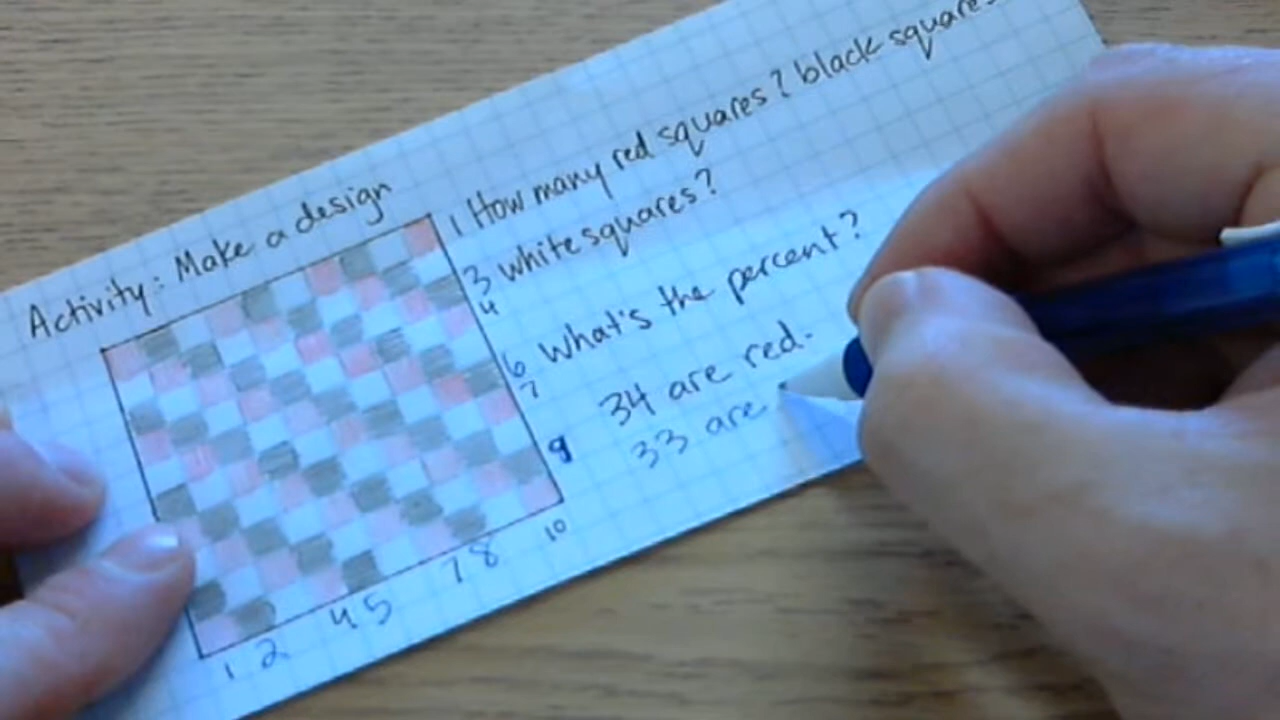 Activity: Make a design
1 How many red squares? black squares
3 white squares?
4
6 What's the percent?
7
34 are red.
9
33 are
1 2 4 5 7 8 10